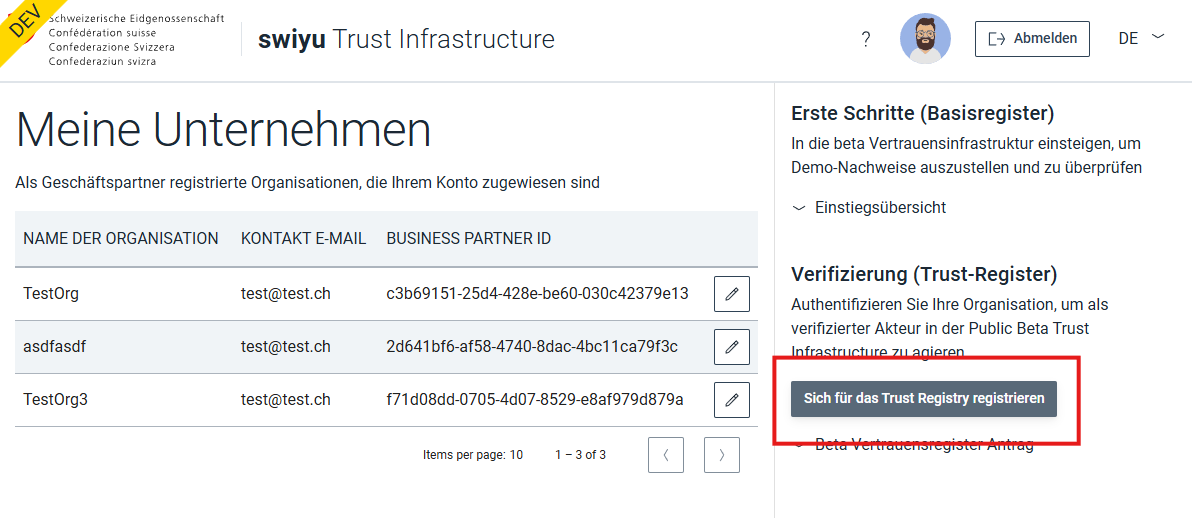 DEV
Schweizerische Eidgenossenschaft
Confédération suisse
Confederazione Svizzera
Confederaziun svizra
swiyu Trust Infrastructure
?
Abmelden
DE
Meine Unternehmen
Als Geschäftspartner registrierte Organisationen, die Ihrem Konto zugewiesen sind
NAME DER ORGANISATION KONTAKT E-MAIL BUSINESS PARTNER ID
TestOrg test@test.ch c3b69151-25d4-428e-be60-030c42379e13
asdfasdf test@test.ch 2d641bf6-af58-4740-8dac-4bc11ca79f3c
TestOrg3 test@test.ch f71d08dd-0705-4d07-8529-e8af979d879a
Items per page: 10 1 – 3 of 3
Erste Schritte (Basisregister)
In die beta Vertrauensinfrastruktur einsteigen, um
Demo-Nachweise auszustellen und zu überprüfen
Einstiegsübersicht
Verifizierung (Trust-Register)
Authentifizieren Sie Ihre Organisation, um als
verifizierter Akteur in der Public Beta Trust
Infrastructure zu agieren
Sich für das Trust Registry registrieren
Beta Vertrauensregister Antrag